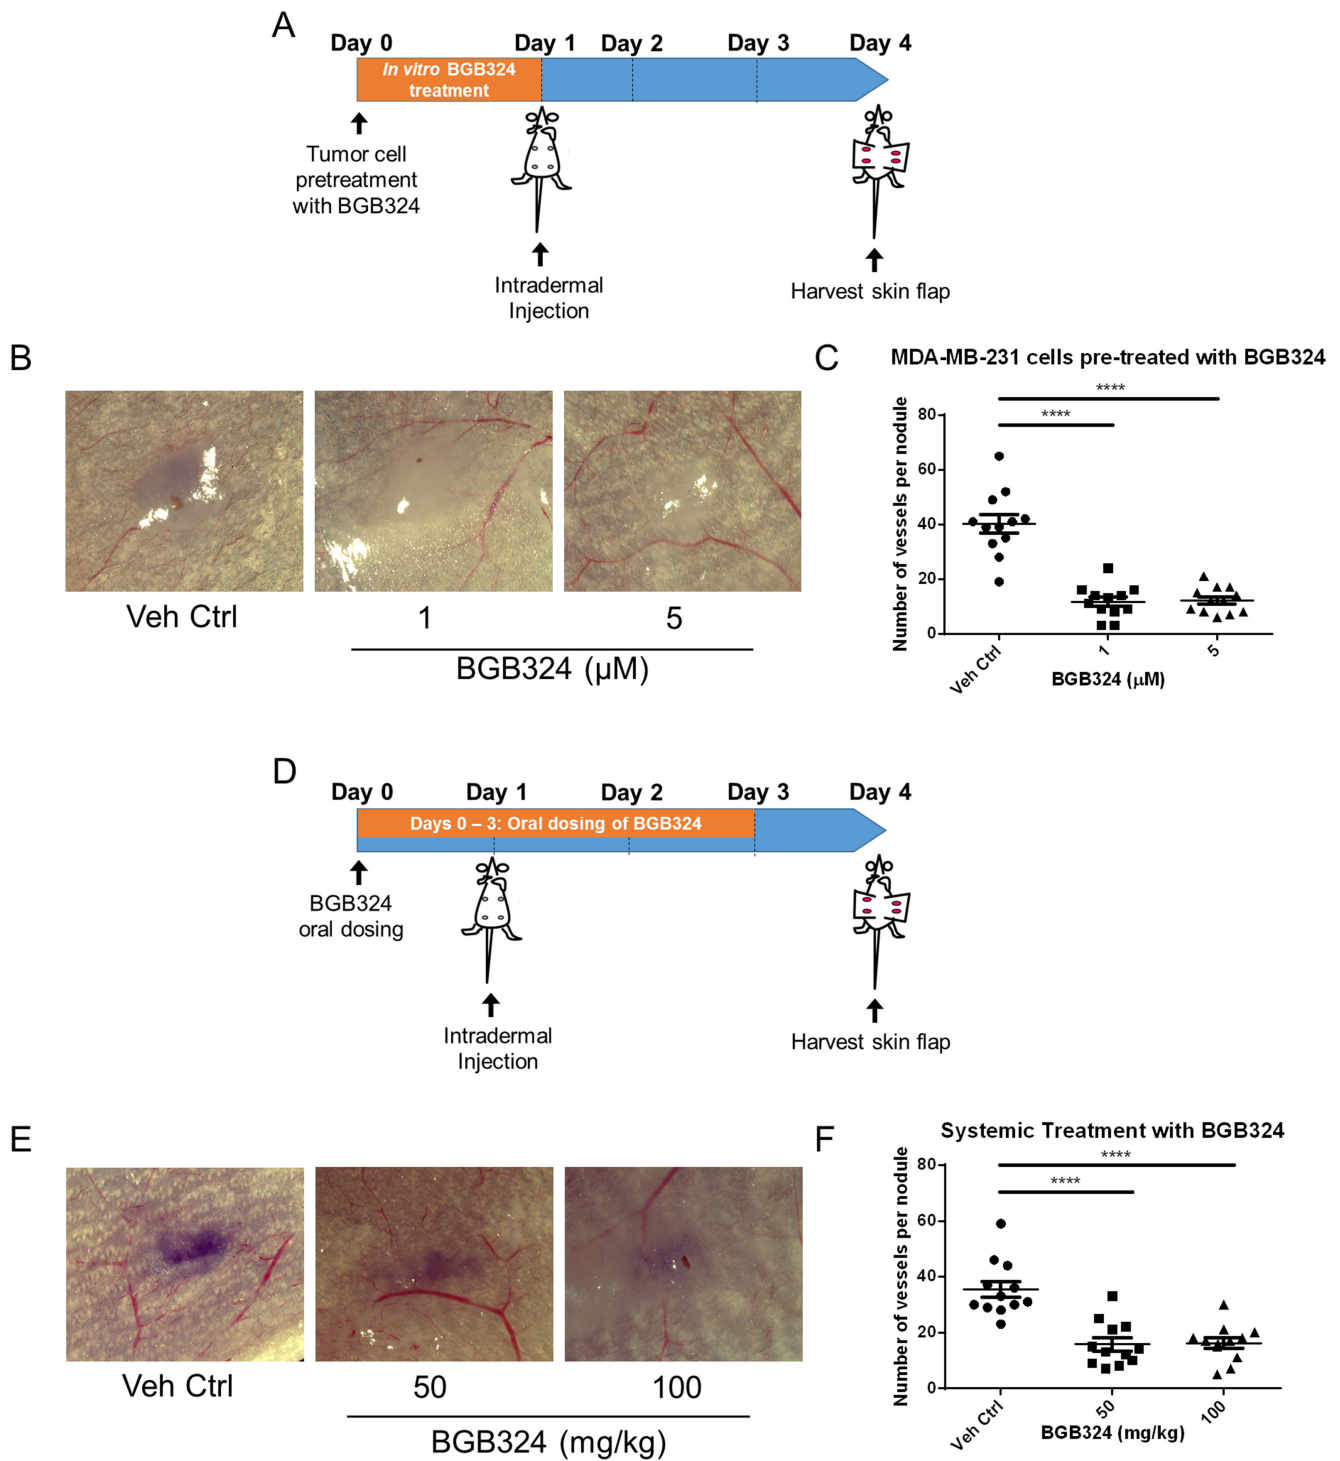 A
Day 0 Day 1 Day 2 Day 3 Day 4
In vitro BGB324
treatment
Tumor cell
pretreatment
with BGB324
Intradermal
Injection
Harvest skin flap
B
Veh Ctrl 1 5
BGB324 (µM)
C
MDA-MB-231 cells pre-treated with BGB324
****
****
Number of vessels per nodule
80
60
40
20
0
Veh Ctrl 1 5
BGB324 (µM)
D
Day 0 Day 1 Day 2 Day 3 Day 4
Days 0 – 3: Oral dosing of BGB324
BGB324
oral dosing
Intradermal
Injection
Harvest skin flap
E
Veh Ctrl 50 100
BGB324 (mg/kg)
F
Systemic Treatment with BGB324
****
****
Number of vessels per nodule
80
60
40
20
0
Veh Ctrl 50 100
BGB324 (mg/kg)